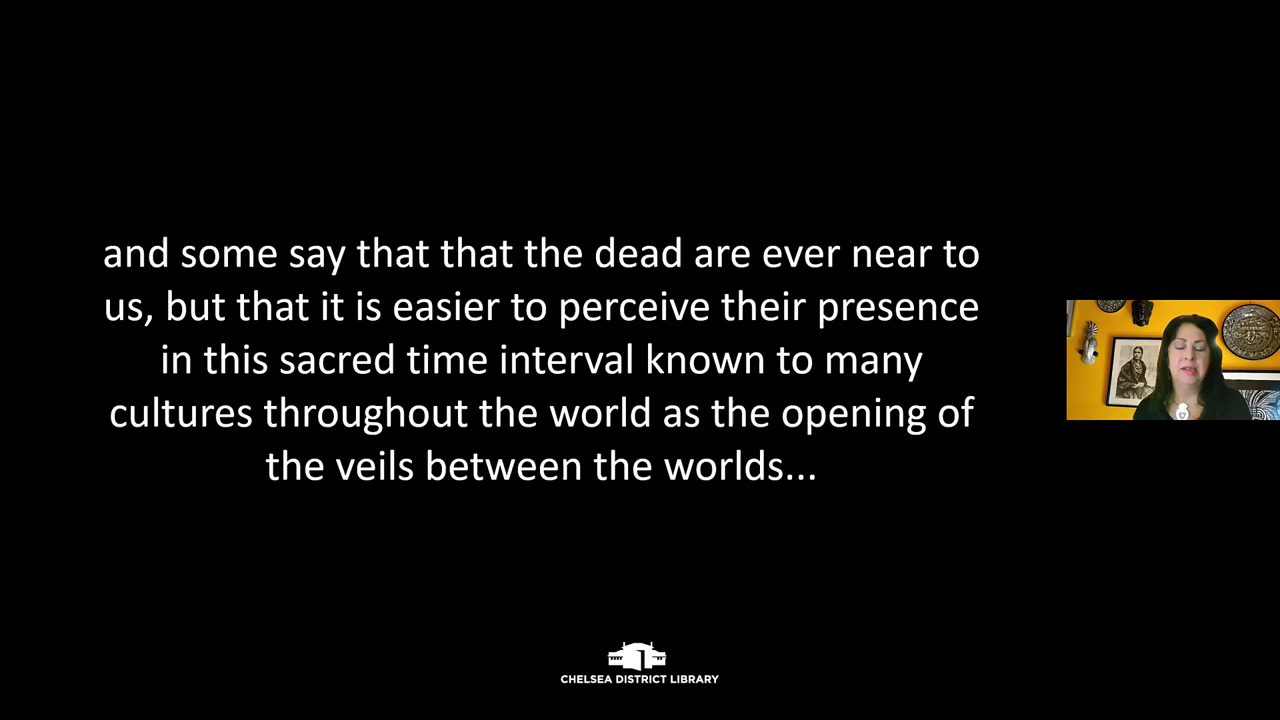 and some say that that the dead are ever near to
us, but that it is easier to perceive their presence
in this sacred time interval known to many
cultures throughout the world as the opening of
the veils between the worlds...
CHELSEA DISTRICT LIBRARY